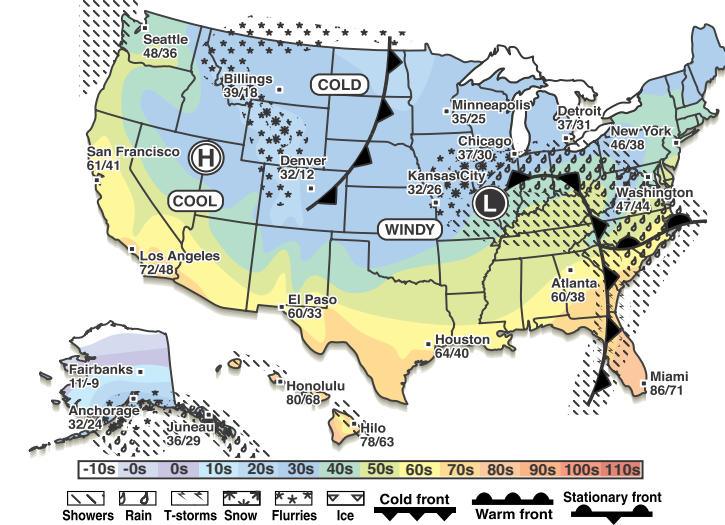 Seattle
48/36
Billings
39/18
COLD
Minneapolis
35/25
Detroit
37/31
New York
46/38
Chicago
37/30
San Francisco
61/41
H
Denver
32/12
Kansas City
32/26
Washington
47/44
COOL
L
WINDY
Los Angeles
72/48
El Paso
60/33
Atlanta
60/38
Houston
64/40
Miami
86/71
Fairbanks
11/-9
Anchorage
32/24
Juneau
36/29
Honolulu
80/68
Hilo
78/63
-10s -0s 0s 10s 20s 30s 40s 50s 60s 70s 80s 90s 100s 110s
Showers Rain T-storms Snow Flurries Ice
Cold front
Warm front
Stationary front